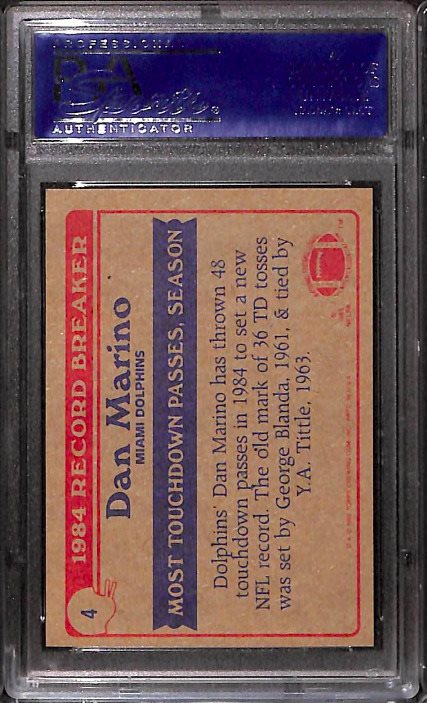 PROFESSIONAL
PSA
Sports
AUTHENTICATOR
4
1984 RECORD BREAKER
Dan Marino
MIAMI DOLPHINS
MOST TOUCHDOWN PASSES, SEASON
Dolphins' Dan Marino has thrown 48
touchdown passes in 1984 to set a new
NFL record. The old mark of 36 TD tosses
was set by George Blanda, 1961, & tied by
Y.A. Tittle, 1963.